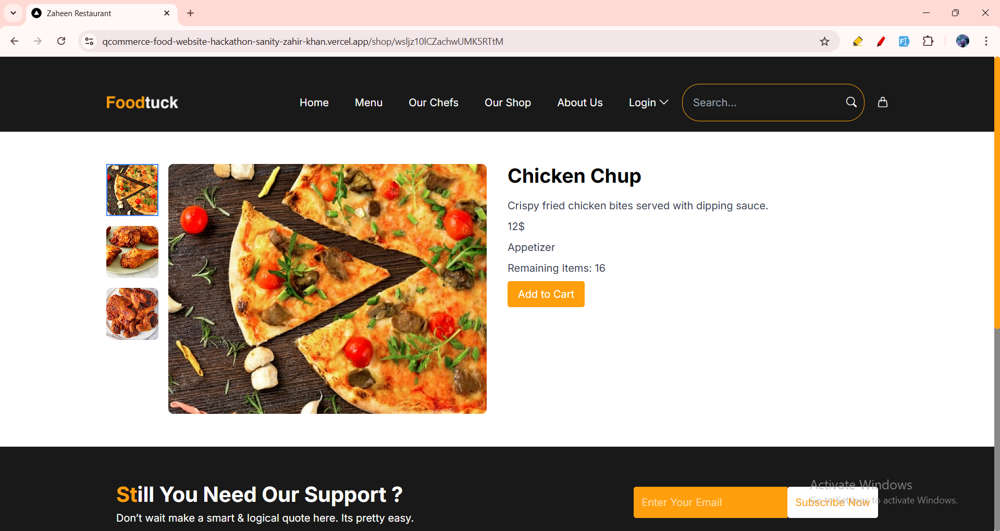 Zaheen Restaurant
qcommerce-food-website-hackathon-sanity-zahir-khan.vercel.app/shop/wsljz10lCZachwUMK5RTtM
Foodtuck
Home
Menu
Our Chefs
Our Shop
About Us
Login
Search...
Chicken Chup
Crispy fried chicken bites served with dipping sauce.
12$
Appetizer
Remaining Items: 16
Add to Cart
Still You Need Our Support ?
Don’t wait make a smart & logical quote here. Its pretty easy.
Enter Your Email
Subscribe Now
Activate Windows
Go to Settings to activate Windows.